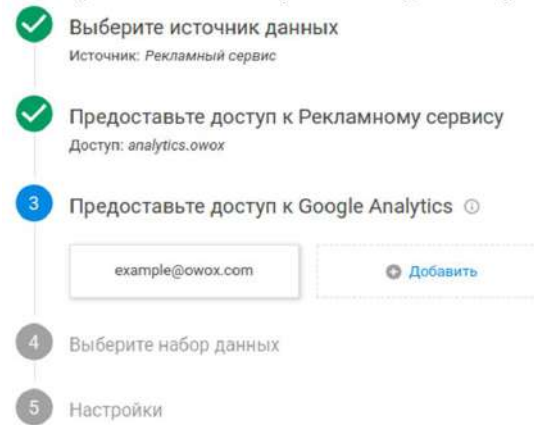 Выберите источник данных
Источник: Рекламный сервис
Предоставьте доступ к Рекламному сервису
Доступ: analytics.owox
3 Предоставьте доступ к Google Analytics
example@owox.com Добавить
4 Выберите набор данных
5 Настройки